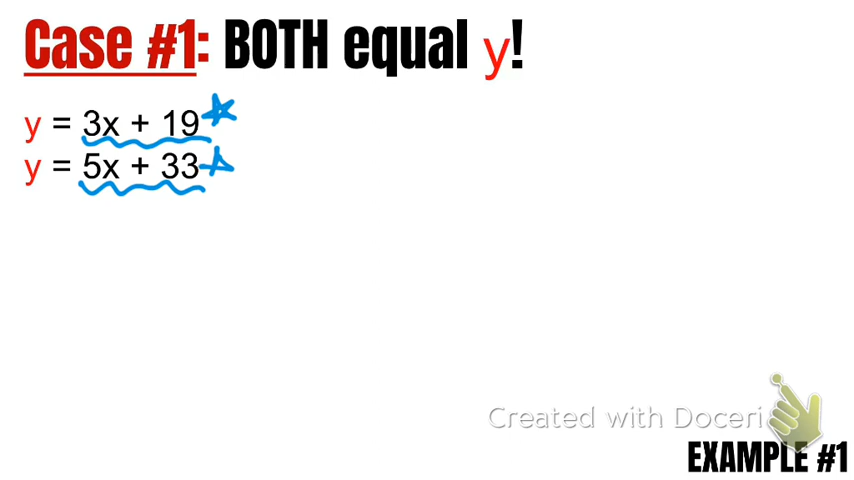 Case #1: BOTH equal y!
y = 3x + 19
y = 5x + 33
Created with Doceri
EXAMPLE #1